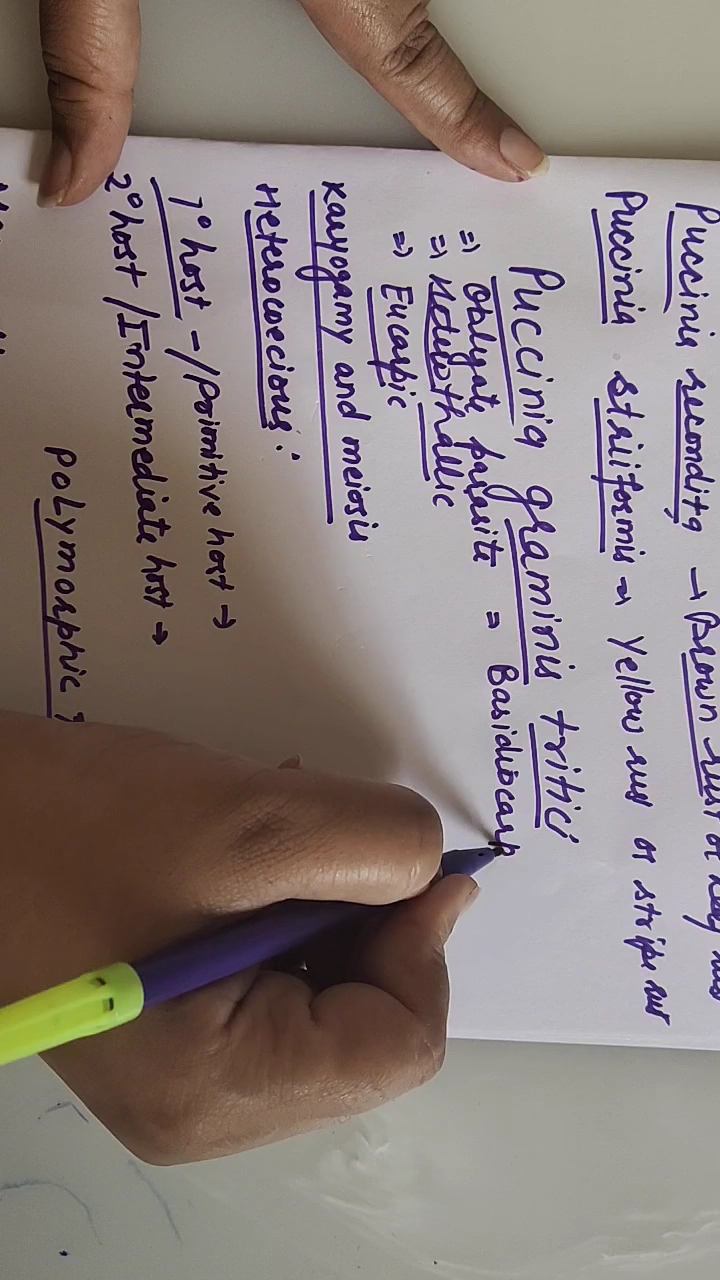 Puccinia recondita → Brown rust or
Puccinia striiformis → Yellow rust or stripe rust
Puccinia graminis tritici
⇒ Obligate parasite = Basidiocarp
⇒ Heterothallic
⇒ Eucarpic
Karyogamy and meiosis
Heteroecious:
1° host -/Primitive host →
2° host /Intermediate host →
Polymorphic